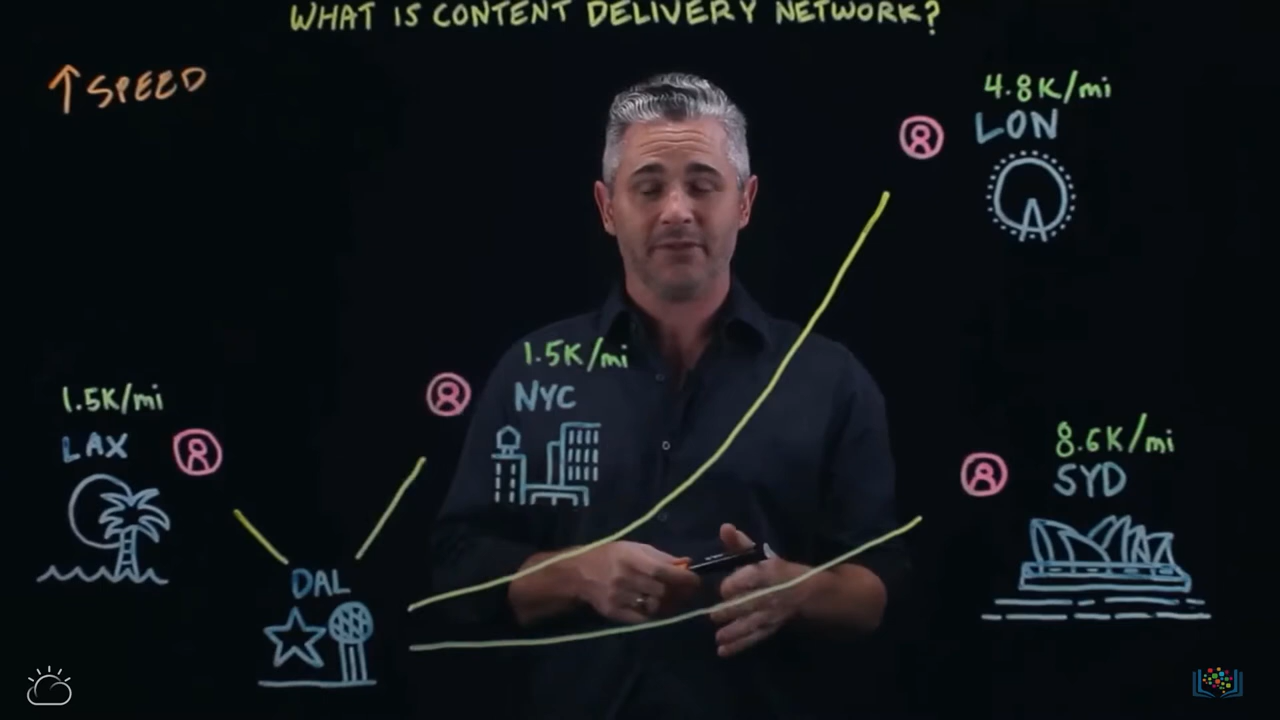 WHAT IS CONTENT DELIVERY NETWORK?
↑ SPEED
4.8K/mi
LON
1.5K/mi
NYC
1.5K/mi
LAX
8.6K/mi
SYD
DAL